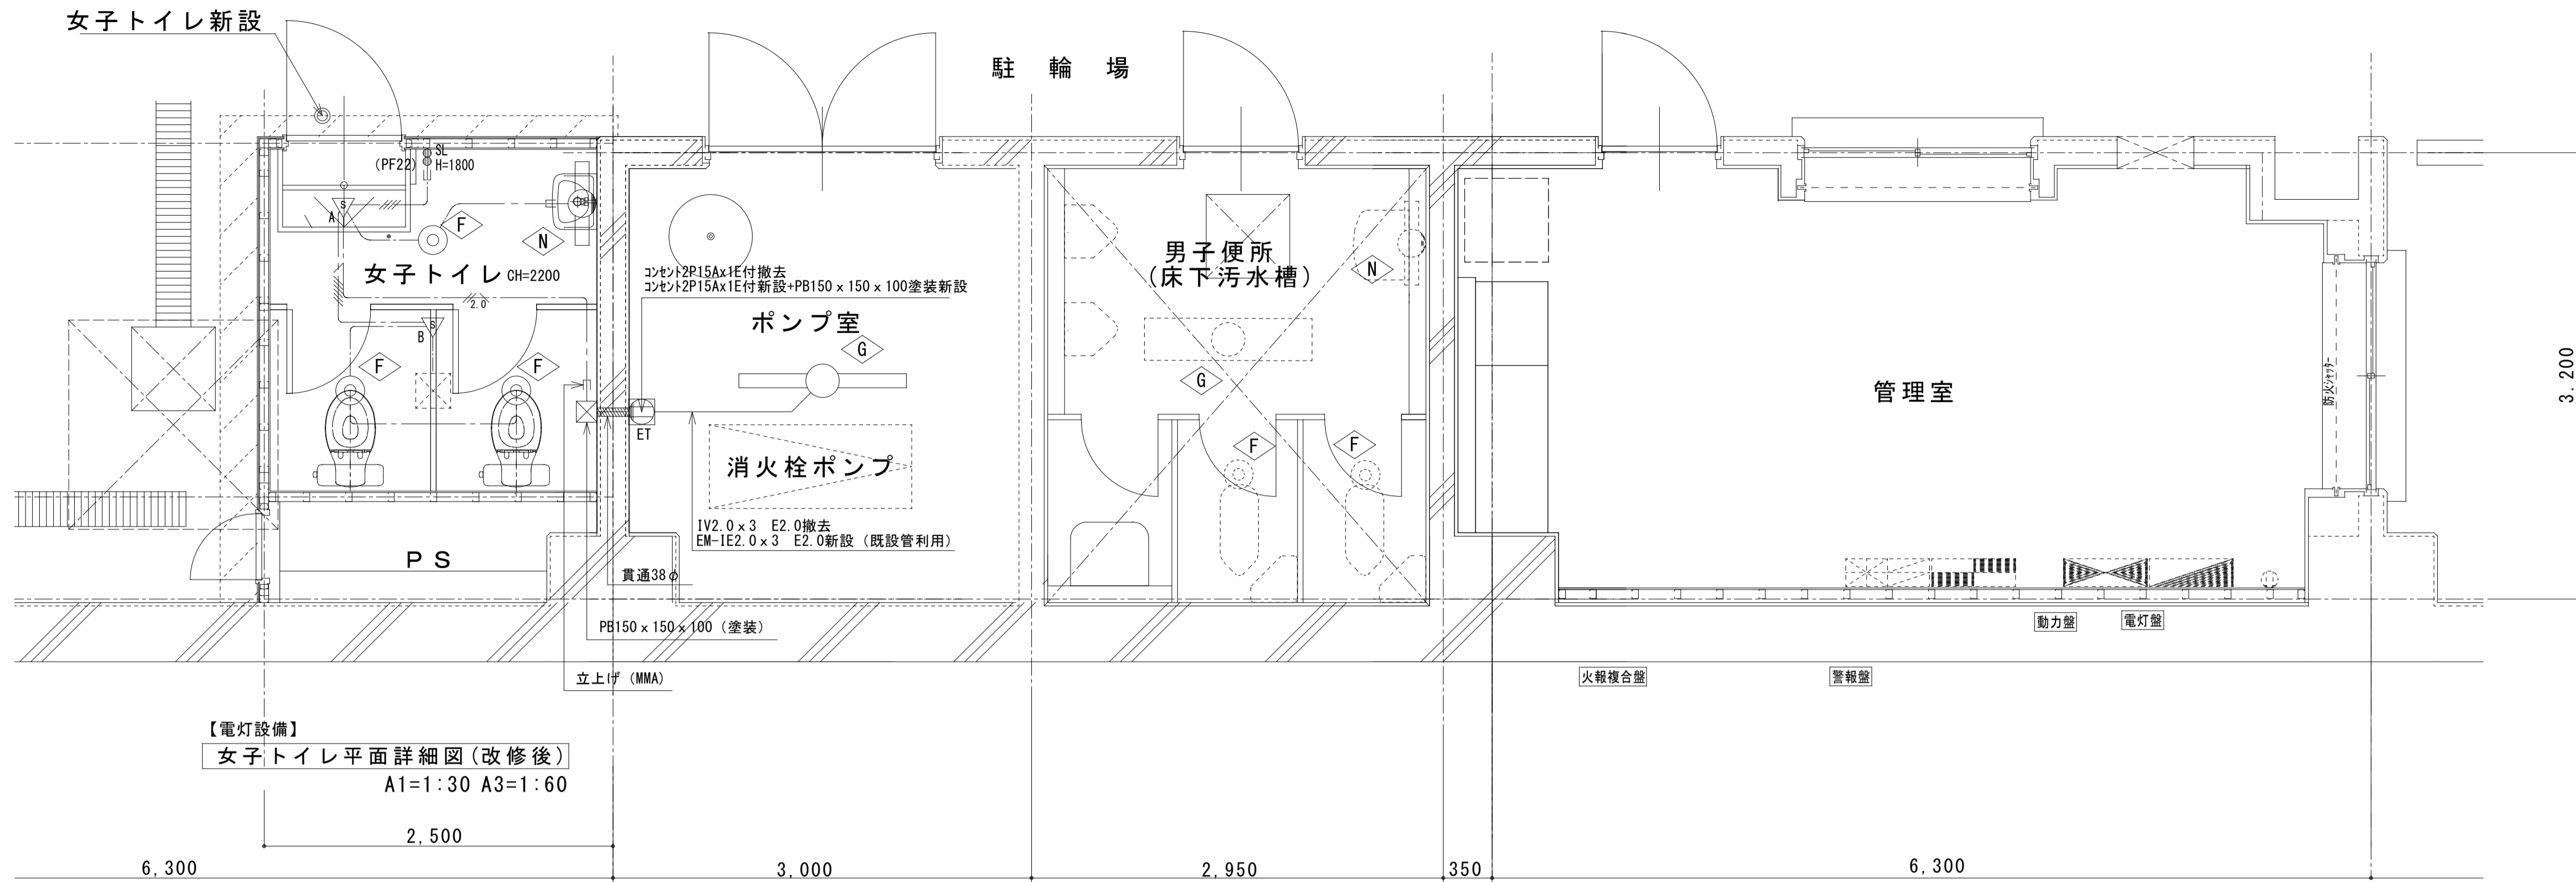 女子トイレ新設
駐輪場
(PF22)
SL
H=1800
S
A
F
N
女子トイレ CH=2200
2.0
S
B
F
F
PS
コンセント2P15Ax1E付撤去
コンセント2P15Ax1E付新設+PB150x150x100塗装新設
ポンプ室
G
ET
消火栓ポンプ
IV2.0x3 E2.0撤去
EM-IE2.0x3 E2.0新設（既設管利用）
貫通38φ
PB150x150x100（塗装）
立上げ（MMA）
男子便所
(床下汚水槽)
N
G
F
F
管理室
防火シャッター
3,200
動力盤
電灯盤
火報複合盤
警報盤
【電灯設備】
女子トイレ平面詳細図(改修後)
A1=1:30 A3=1:60
2,500
6,300
3,000
2,950
350
6,300